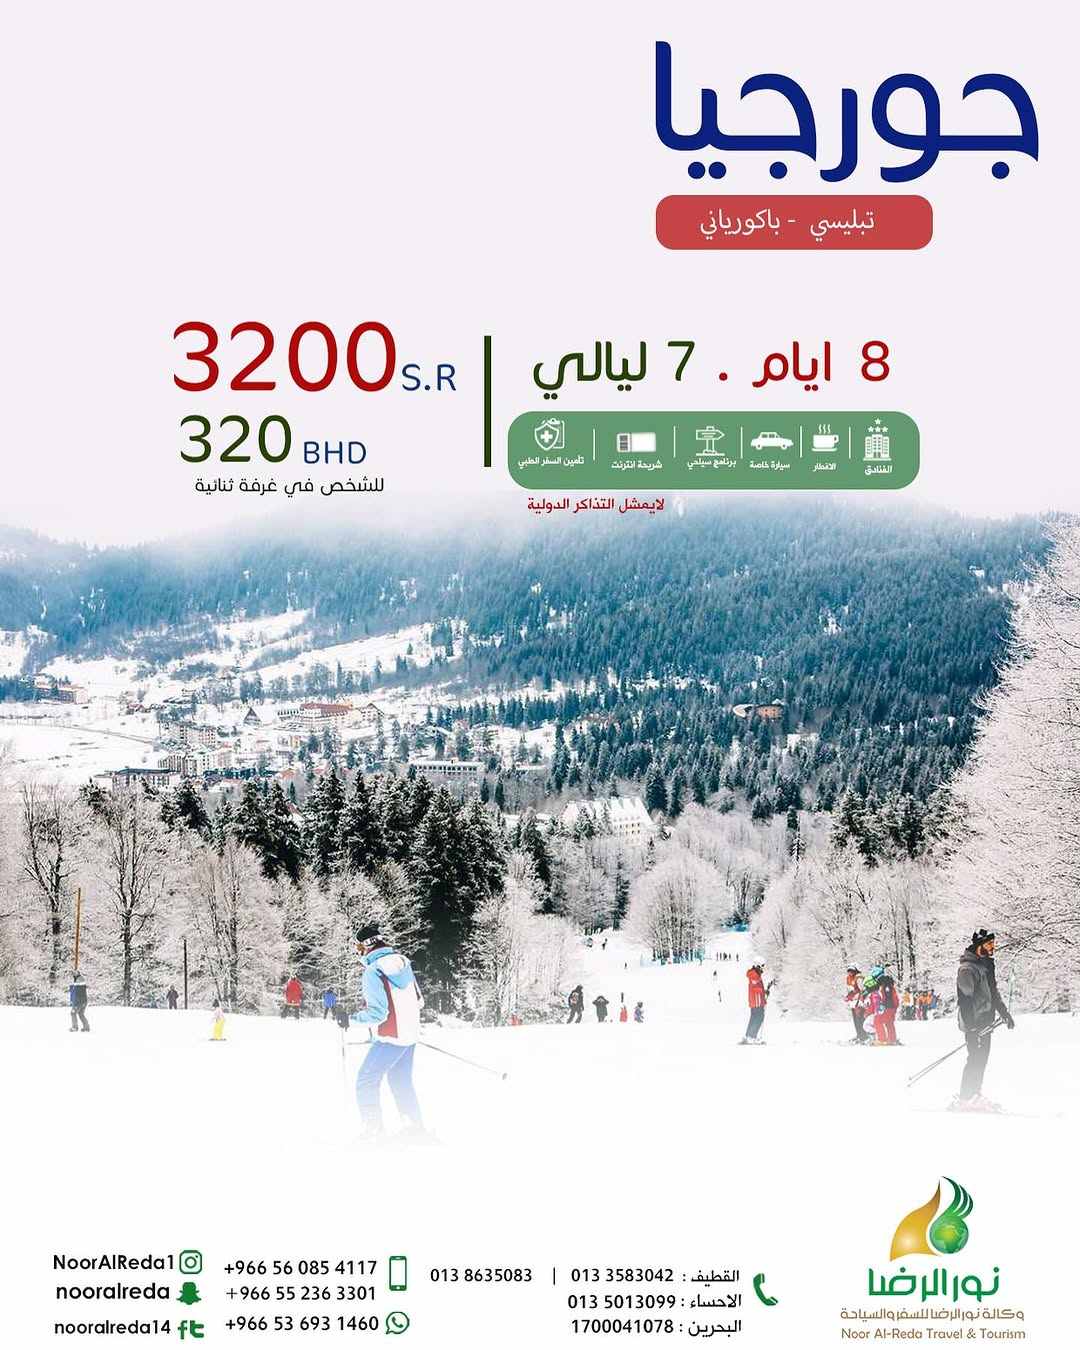 جورجيا
تبليسي - باكورياني
8 ايام . 7 ليالي
3200 S.R
320 BHD
للشخص في غرفة ثنائية
الفنادق
الافطار
سيارة خاصة
برنامج سياحي
شريحة انترنت
تأمين السفر الطبي
لايمشل التذاكر الدولية
نور الرضا
وكالة نور الرضا للسفر والسياحة
Noor Al-Reda Travel & Tourism
القطيف : 013 3583042 | 013 8635083
الاحساء : 013 5013099
البحرين : 1700041078
+966 56 085 4117
+966 55 236 3301
+966 53 693 1460
NoorAlReda1
nooralreda
nooralreda14